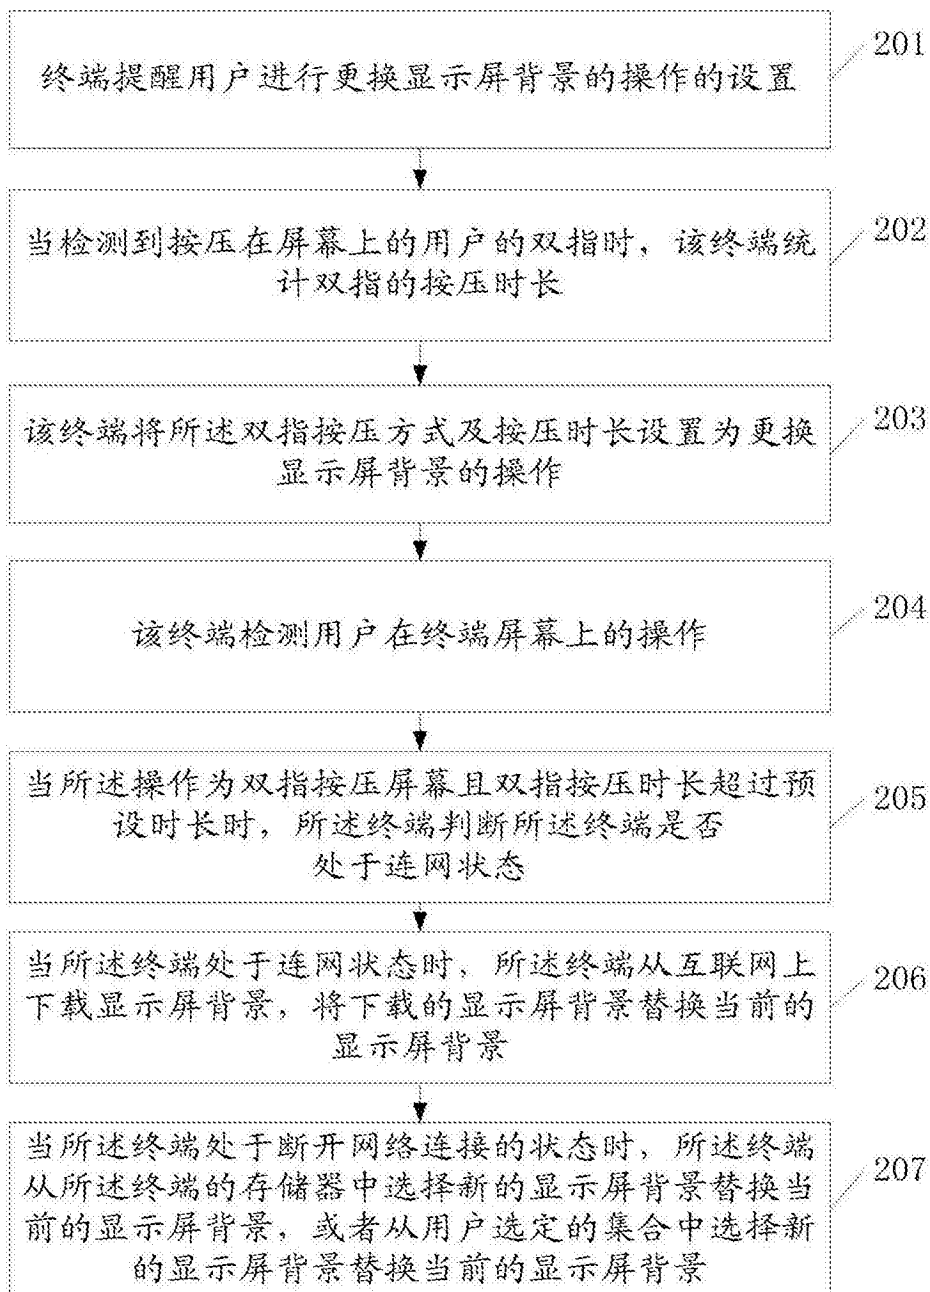 终端提醒用户进行更换显示屏背景的操作的设置
201
当检测到按压在屏幕上的用户的双指时，该终端统
计双指的按压时长
202
该终端将所述双指按压方式及按压时长设置为更换
显示屏背景的操作
203
该终端检测用户在终端屏幕上的操作
204
当所述操作为双指按压屏幕且双指按压时长超过预
设时长时，所述终端判断所述终端是否
处于连网状态
205
当所述终端处于连网状态时，所述终端从互联网上
下载显示屏背景，将下载的显示屏背景替换当前的
显示屏背景
206
当所述终端处于断开网络连接的状态时，所述终端
从所述终端的存储器中选择新的显示屏背景替换当
前的显示屏背景，或者从用户选定的集合中选择新
的显示屏背景替换当前的显示屏背景
207